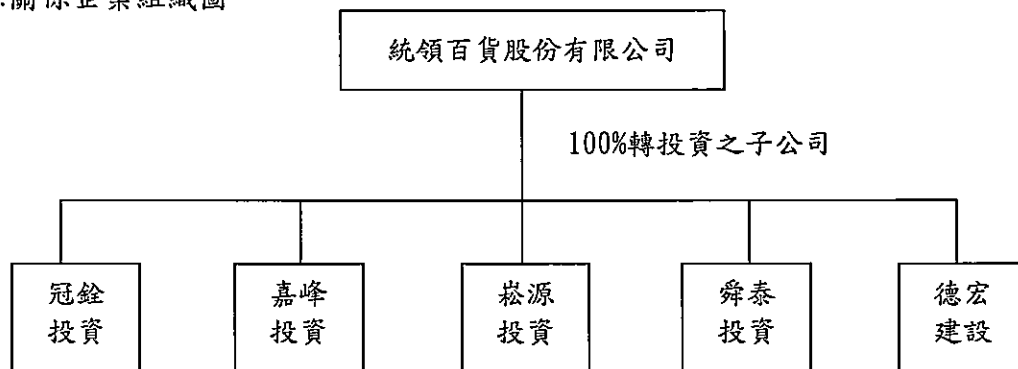 關係企業組織圖
統領百貨股份有限公司
100%轉投資之子公司
冠銓
投資
嘉峰
投資
崧源
投資
舜泰
投資
德宏
建設